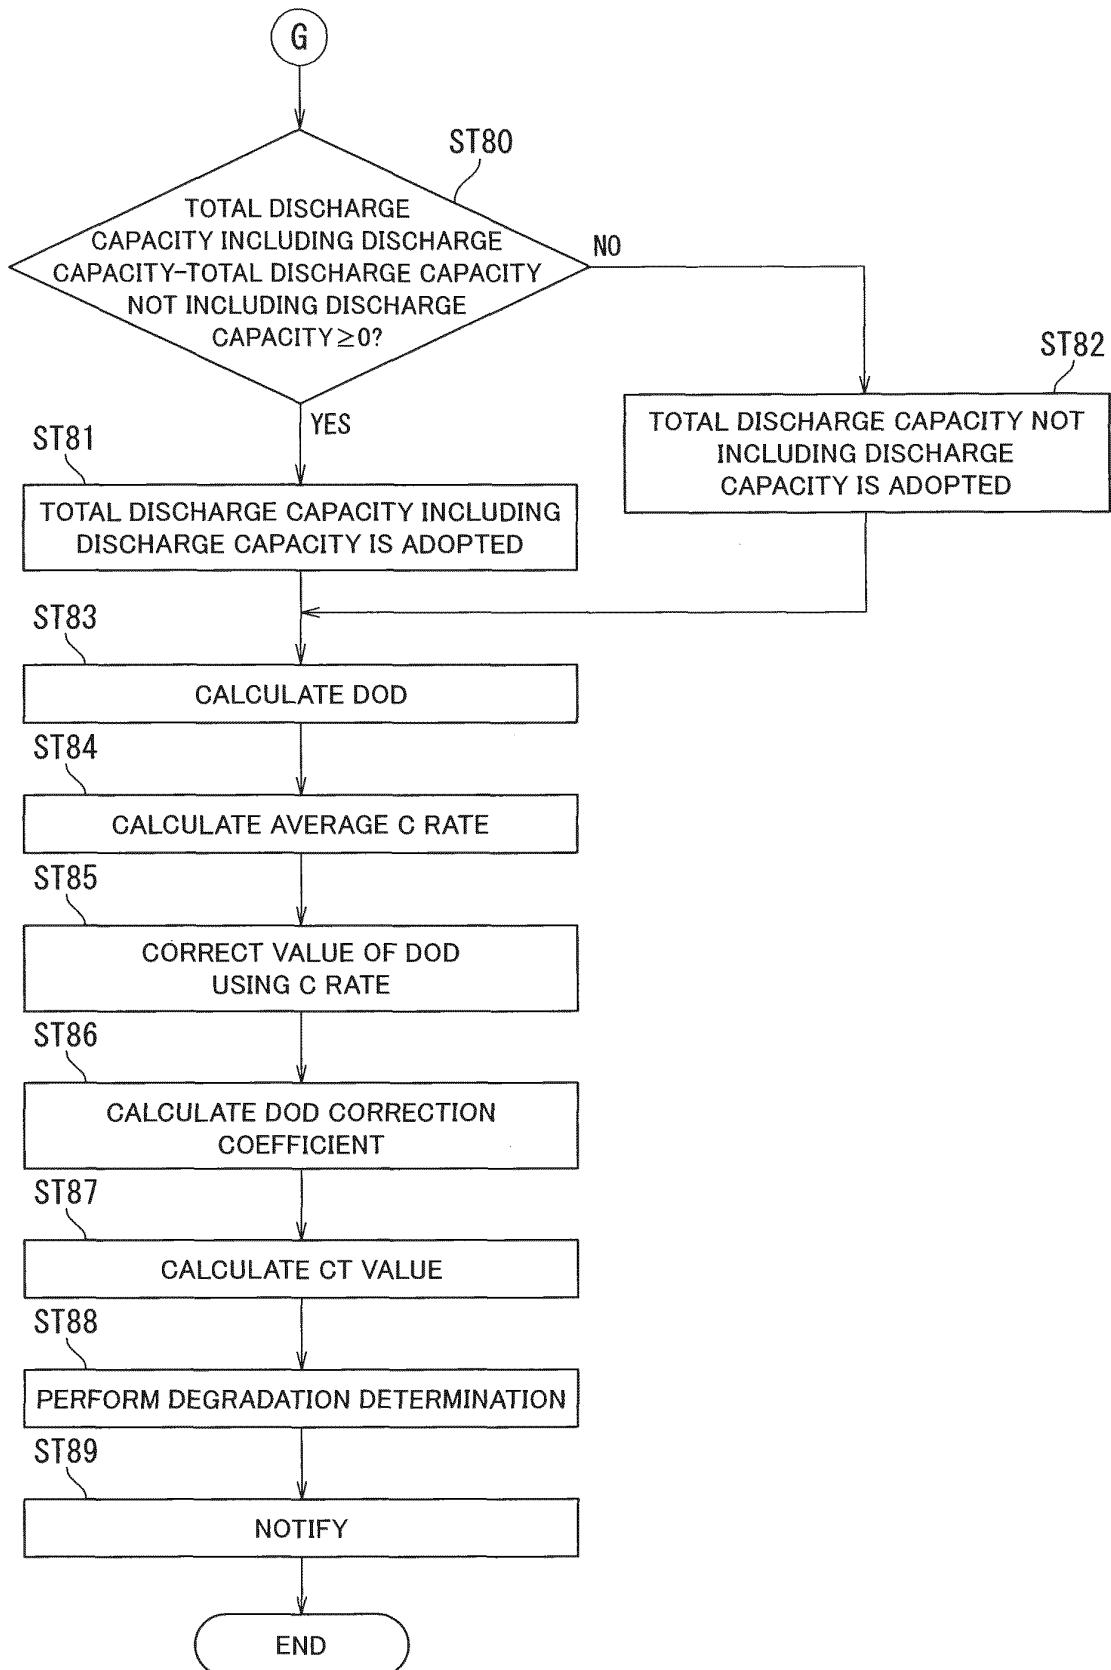 G
ST80
TOTAL DISCHARGE
CAPACITY INCLUDING DISCHARGE
CAPACITY-TOTAL DISCHARGE CAPACITY
NOT INCLUDING DISCHARGE
CAPACITY≧0?
NO
YES
ST82
TOTAL DISCHARGE CAPACITY NOT
INCLUDING DISCHARGE
CAPACITY IS ADOPTED
ST81
TOTAL DISCHARGE CAPACITY INCLUDING
DISCHARGE CAPACITY IS ADOPTED
ST83
CALCULATE DOD
ST84
CALCULATE AVERAGE C RATE
ST85
CORRECT VALUE OF DOD
USING C RATE
ST86
CALCULATE DOD CORRECTION
COEFFICIENT
ST87
CALCULATE CT VALUE
ST88
PERFORM DEGRADATION DETERMINATION
ST89
NOTIFY
END